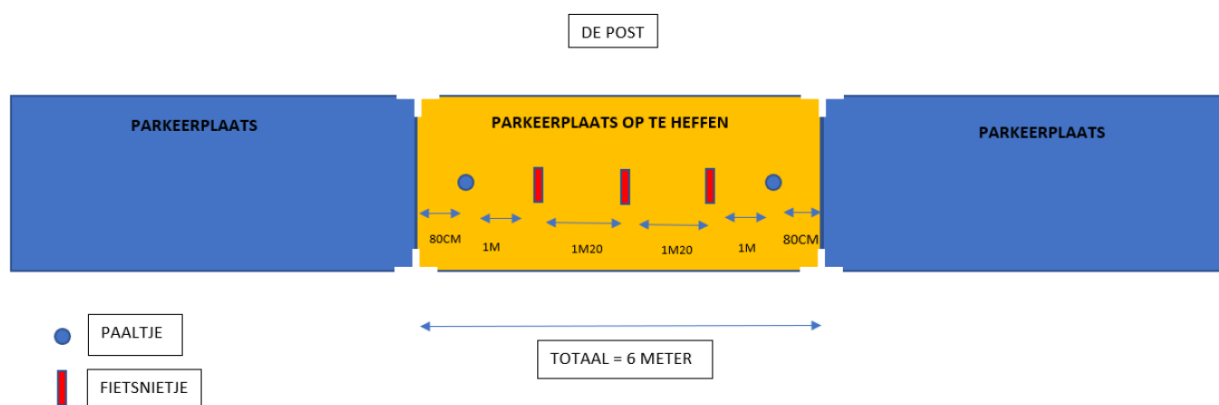 DE POST
PARKEERPLAATS
PARKEERPLAATS OP TE HEFFEN
PARKEERPLAATS
80CM
1M
1M20
1M20
1M
80CM
PAALTJE
TOTAAL = 6 METER
FIETSNIETJE